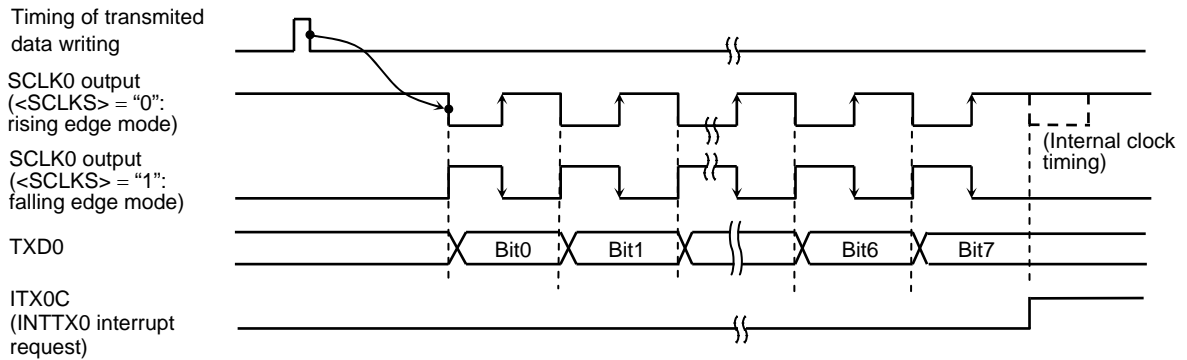 Timing of transmited
data writing
SCLK0 output
(<SCLKS> = “0”:
rising edge mode)
(Internal clock
timing)
SCLK0 output
(<SCLKS> = “1”:
falling edge mode)
TXD0
Bit0 Bit1 Bit6 Bit7
ITX0C
(INTTX0 interrupt
request)